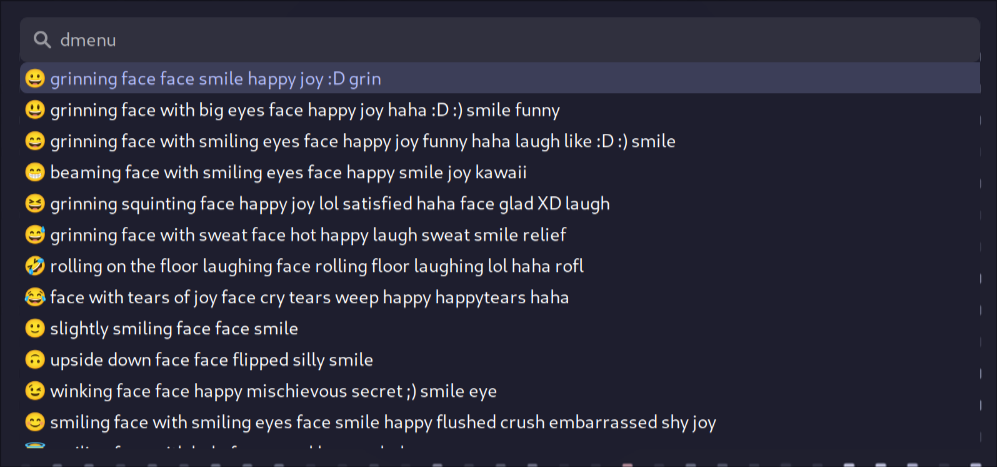 dmenu
😀 grinning face face smile happy joy :D grin
😃 grinning face with big eyes face happy joy haha :D :) smile funny
😄 grinning face with smiling eyes face happy joy funny haha laugh like :D :) smile
😁 beaming face with smiling eyes face happy smile joy kawaii
😆 grinning squinting face happy joy lol satisfied haha face glad XD laugh
😅 grinning face with sweat face hot happy laugh sweat smile relief
🤣 rolling on the floor laughing face rolling floor laughing lol haha rofl
😂 face with tears of joy face cry tears weep happy happytears haha
🙂 slightly smiling face face smile
🙃 upside down face face flipped silly smile
😉 winking face face happy mischievous secret ;) smile eye
😊 smiling face with smiling eyes face smile happy flushed crush embarrassed shy joy